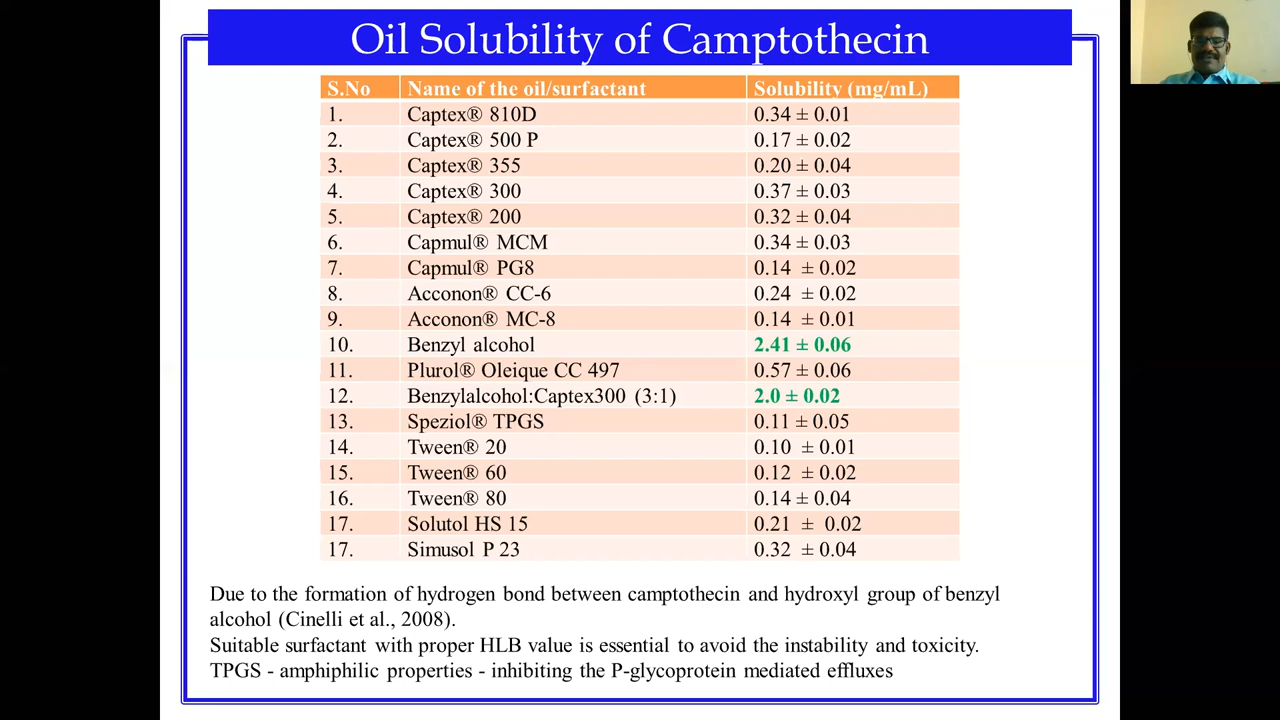 Oil Solubility of Camptothecin
S.No Name of the oil/surfactant Solubility (mg/mL)
1. Captex® 810D 0.34 ± 0.01
2. Captex® 500 P 0.17 ± 0.02
3. Captex® 355 0.20 ± 0.04
4. Captex® 300 0.37 ± 0.03
5. Captex® 200 0.32 ± 0.04
6. Capmul® MCM 0.34 ± 0.03
7. Capmul® PG8 0.14 ± 0.02
8. Acconon® CC-6 0.24 ± 0.02
9. Acconon® MC-8 0.14 ± 0.01
10. Benzyl alcohol 2.41 ± 0.06
11. Plurol® Oleique CC 497 0.57 ± 0.06
12. Benzylalcohol:Captex300 (3:1) 2.0 ± 0.02
13. Speziol® TPGS 0.11 ± 0.05
14. Tween® 20 0.10 ± 0.01
15. Tween® 60 0.12 ± 0.02
16. Tween® 80 0.14 ± 0.04
17. Solutol HS 15 0.21 ± 0.02
17. Simusol P 23 0.32 ± 0.04
Due to the formation of hydrogen bond between camptothecin and hydroxyl group of benzyl
alcohol (Cinelli et al., 2008).
Suitable surfactant with proper HLB value is essential to avoid the instability and toxicity.
TPGS - amphiphilic properties - inhibiting the P-glycoprotein mediated effluxes